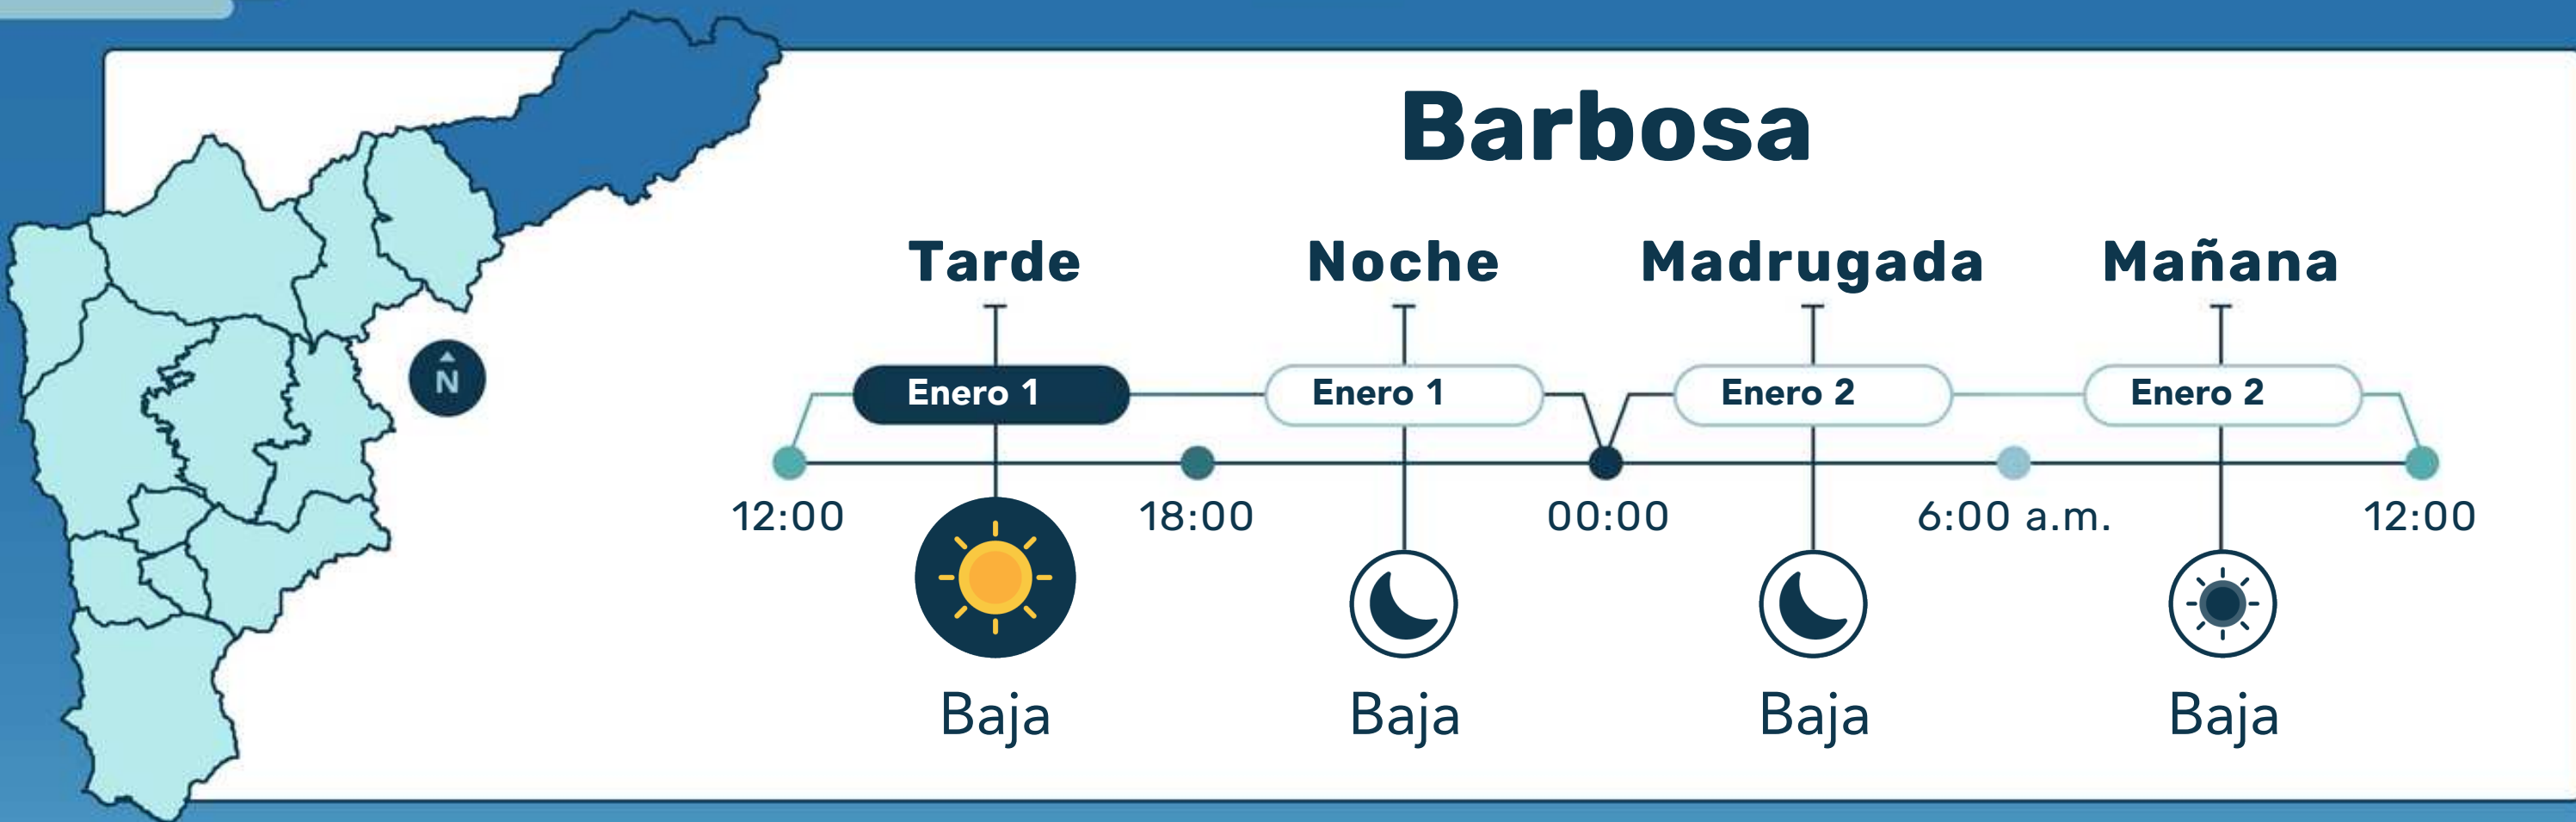 Barbosa
Tarde Noche Madrugada Mañana
N
Enero 1 Enero 1 Enero 2 Enero 2
12:00 18:00 00:00 6:00 a.m. 12:00
Baja Baja Baja Baja